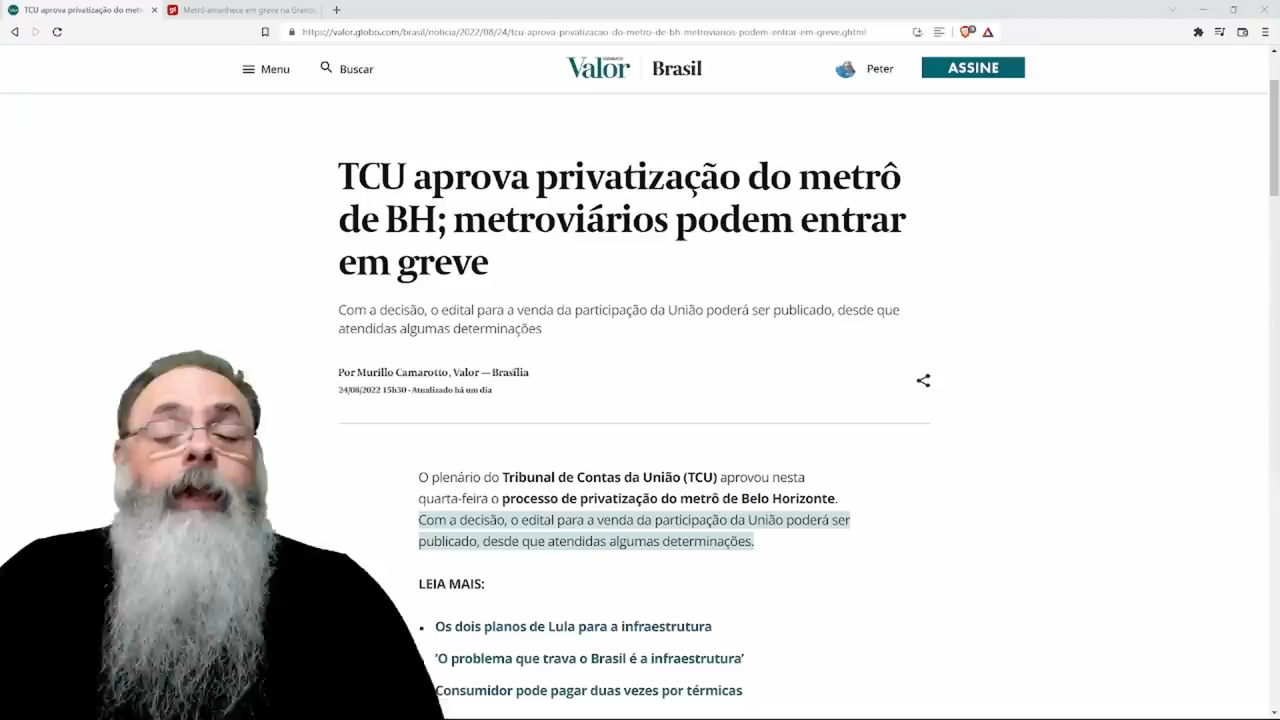 TCU aprova privatização do metr
Metrô amanhece em greve na Grand
https://valor.globo.com/brasil/noticia/2022/08/24/tcu-aprova-privatizacao-do-metro-de-bh-metroviarios-podem-entrar-em-greve.ghtml
Menu
Buscar
Valor
Brasil
Peter
ASSINE
TCU aprova privatização do metrô
de BH; metroviários podem entrar
em greve
Com a decisão, o edital para a venda da participação da União poderá ser publicado, desde que
atendidas algumas determinações
Por Murillo Camarotto, Valor — Brasília
24/08/2022 15h30 · Atualizado há um dia
O plenário do Tribunal de Contas da União (TCU) aprovou nesta
quarta-feira o processo de privatização do metrô de Belo Horizonte.
Com a decisão, o edital para a venda da participação da União poderá ser
publicado, desde que atendidas algumas determinações.
LEIA MAIS:
• Os dois planos de Lula para a infraestrutura
'O problema que trava o Brasil é a infraestrutura'
Consumidor pode pagar duas vezes por térmicas